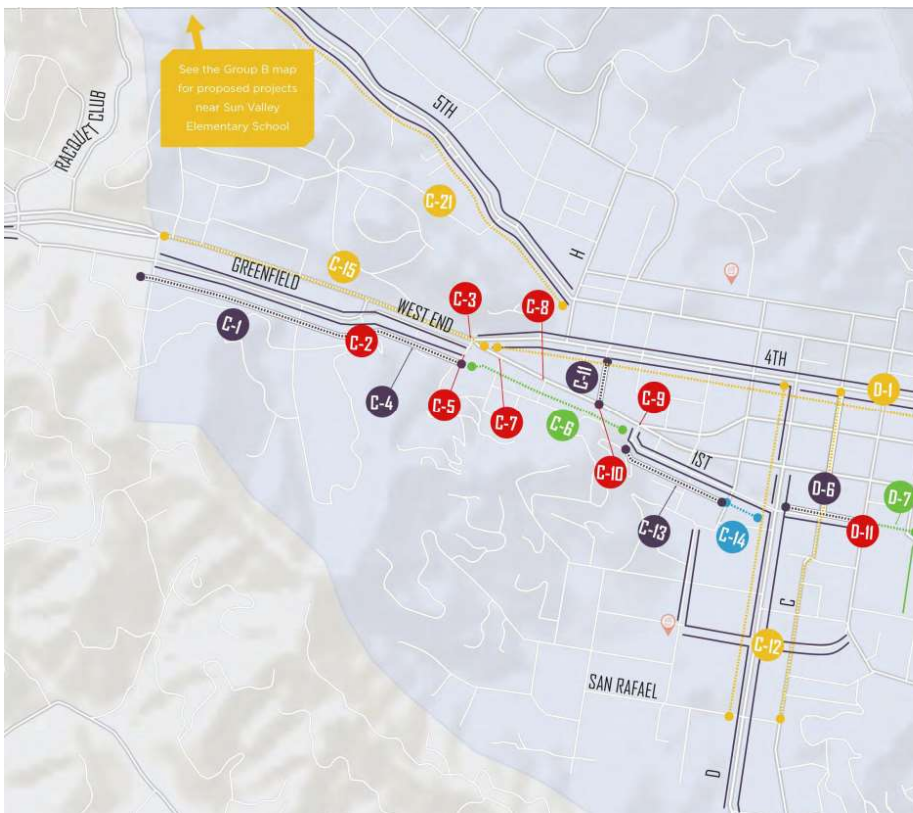 See the Group B map
for proposed projects
near Sun Valley
Elementary School
RACQUET CLUB
5TH
C-21
H
C-15
GREENFIELD
C-3
C-8
WEST END
C-1
C-2
4TH
C-11
D-1
C-4
C-5
C-7
C-6
C-9
C-10
1ST
D-6
D-7
C-13
C-14
D-11
C
C-12
SAN RAFAEL
D